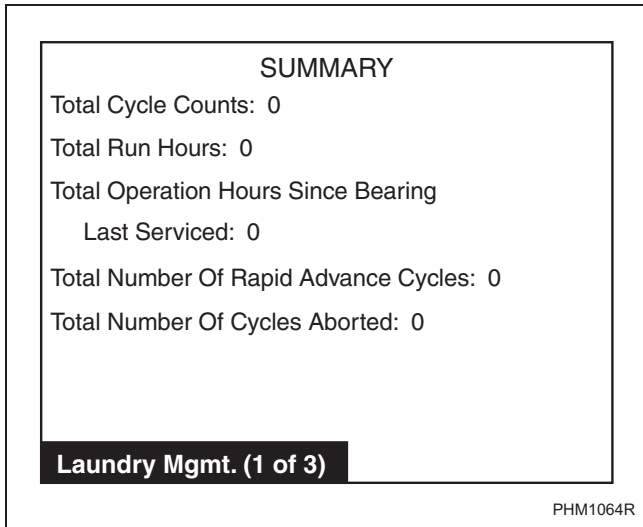 SUMMARY
Total Cycle Counts: 0
Total Run Hours: 0
Total Operation Hours Since Bearing
Last Serviced: 0
Total Number Of Rapid Advance Cycles: 0
Total Number Of Cycles Aborted: 0
Laundry Mgmt. (1 of 3)
PHM1064R